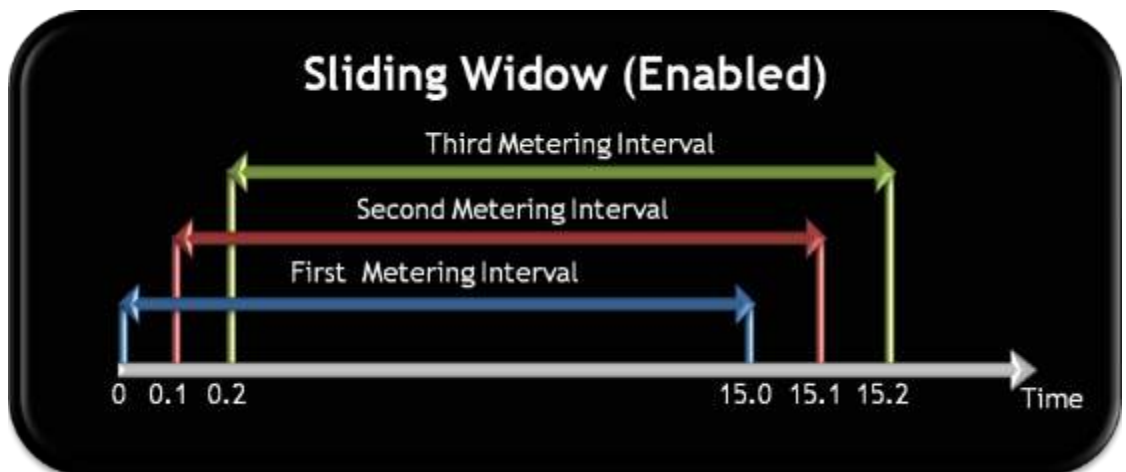 Sliding Widow (Enabled)
Third Metering Interval
Second Metering Interval
First Metering Interval
0 0.1 0.2 15.0 15.1 15.2 Time